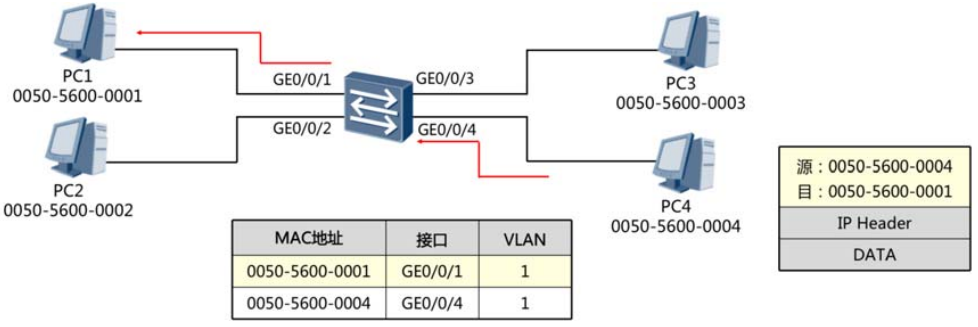 PC1
0050-5600-0001
GE0/0/1
GE0/0/3
PC3
0050-5600-0003
GE0/0/2
GE0/0/4
PC2
0050-5600-0002
PC4
0050-5600-0004
MAC地址 接口 VLAN
0050-5600-0001 GE0/0/1 1
0050-5600-0004 GE0/0/4 1
源：0050-5600-0004
目：0050-5600-0001
IP Header
DATA